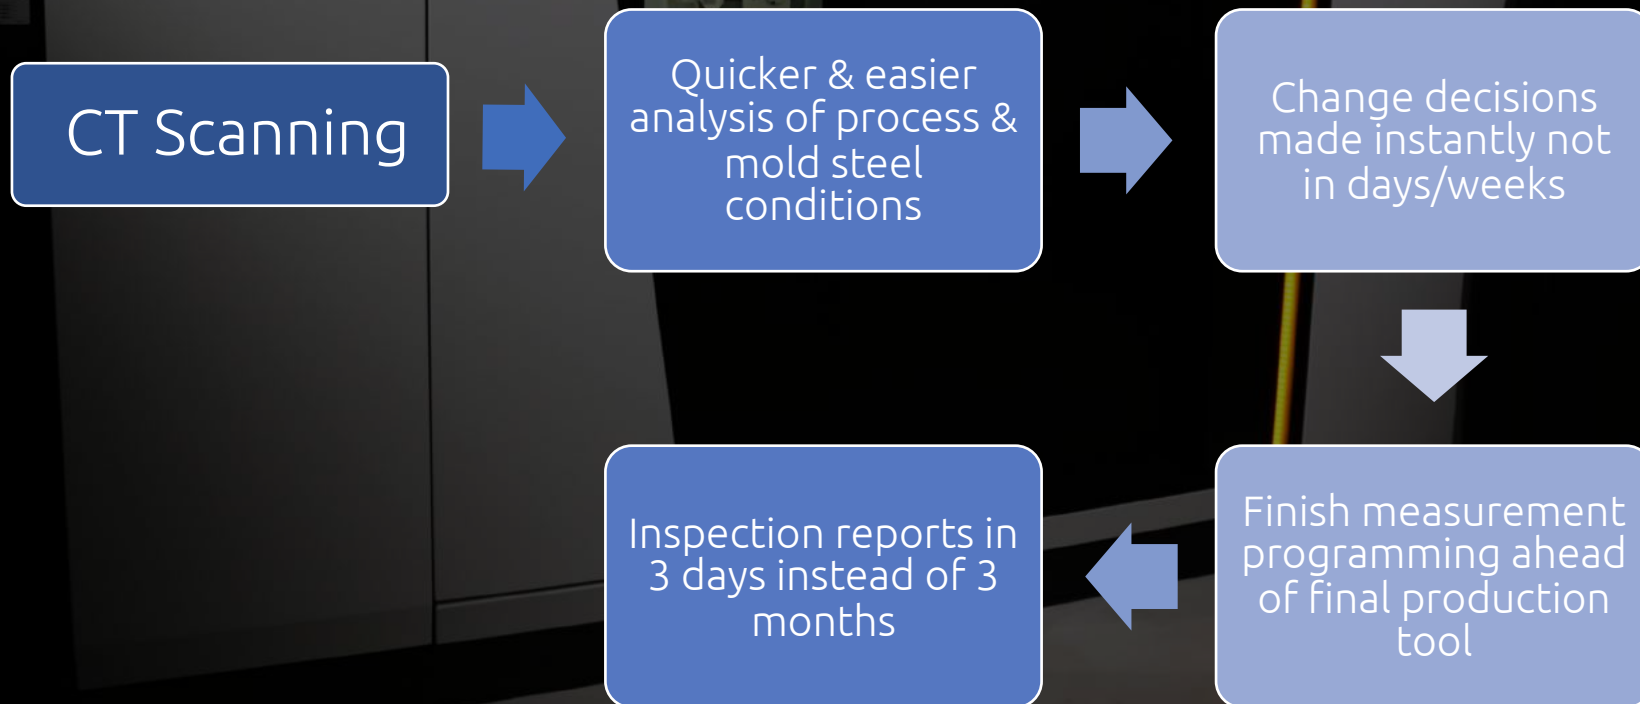 CT Scanning
Quicker & easier
analysis of process &
mold steel
conditions
Change decisions
made instantly not
in days/weeks
Finish measurement
programming ahead
of final production
tool
Inspection reports in
3 days instead of 3
months